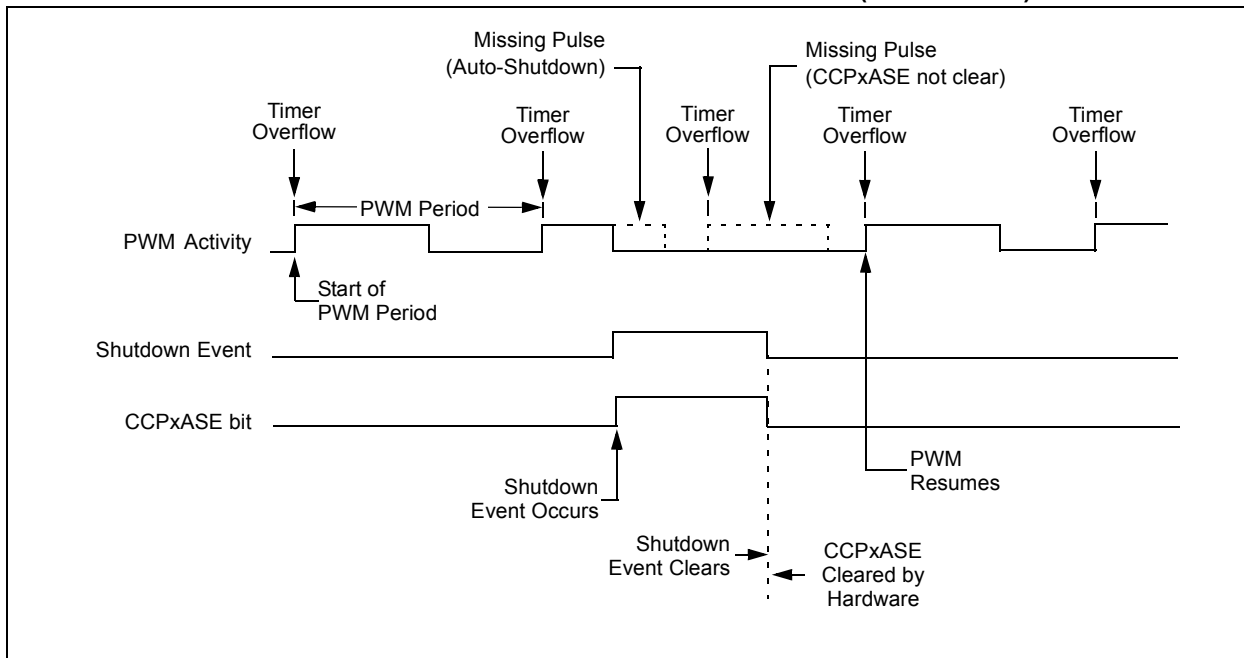 Missing Pulse
(Auto-Shutdown)
Missing Pulse
(CCPxASE not clear)
Timer
Overflow
Timer
Overflow
Timer
Overflow
Timer
Overflow
Timer
Overflow
PWM Period
PWM Activity
Start of
PWM Period
Shutdown Event
CCPxASE bit
Shutdown
Event Occurs
PWM
Resumes
Shutdown
Event Clears
CCPxASE
Cleared by
Hardware